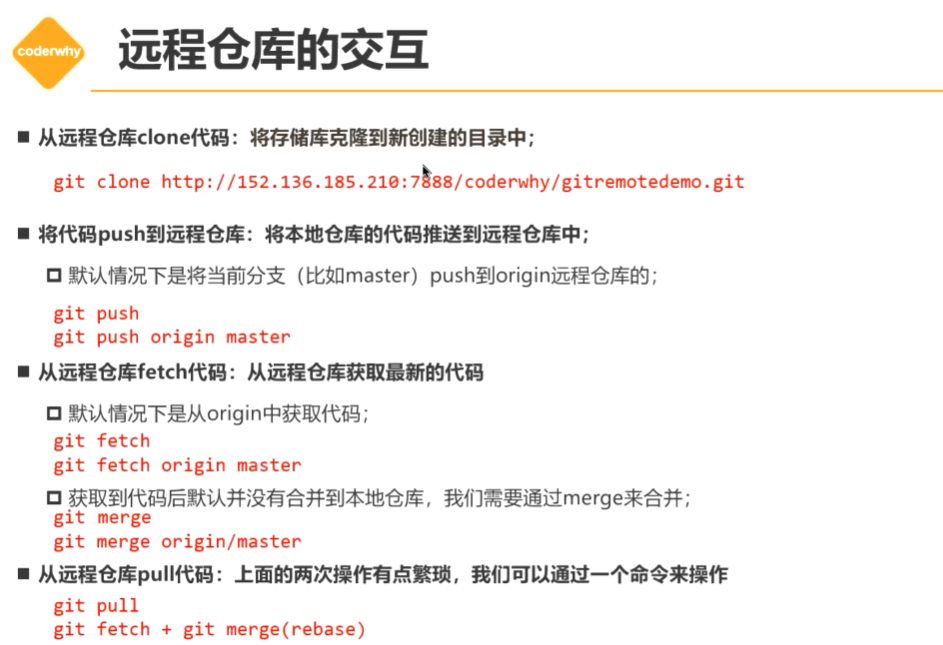 coderwhy
远程仓库的交互
■ 从远程仓库clone代码：将存储库克隆到新创建的目录中；
git clone http://152.136.185.210:7888/coderwhy/gitremotedemo.git
■ 将代码push到远程仓库：将本地仓库的代码推送到远程仓库中；
默认情况下是将当前分支（比如master）push到origin远程仓库的；
git push
git push origin master
■ 从远程仓库fetch代码：从远程仓库获取最新的代码
默认情况下是从origin中获取代码；
git fetch
git fetch origin master
获取到代码后默认并没有合并到本地仓库，我们需要通过merge来合并；
git merge
git merge origin/master
■ 从远程仓库pull代码：上面的两次操作有点繁琐，我们可以通过一个命令来操作
git pull
git fetch + git merge(rebase)